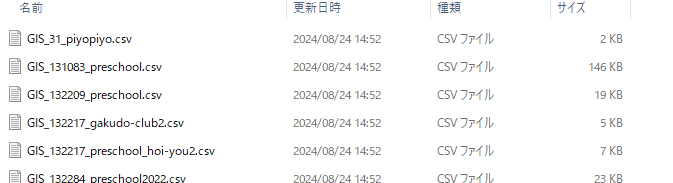 名前 更新日時 種類 サイズ
GIS_31_piyopiyo.csv 2024/08/24 14:52 CSV ファイル 2 KB
GIS_131083_preschool.csv 2024/08/24 14:52 CSV ファイル 146 KB
GIS_132209_preschool.csv 2024/08/24 14:52 CSV ファイル 19 KB
GIS_132217_gakudo-club2.csv 2024/08/24 14:52 CSV ファイル 5 KB
GIS_132217_preschool_hoi-you2.csv 2024/08/24 14:52 CSV ファイル 7 KB
GIS_132284_preschool2022.csv 2024/08/24 14:52 CSV ファイル 23 KB